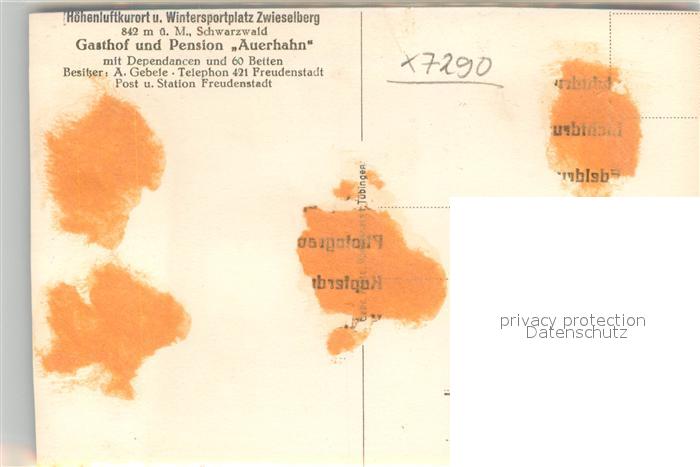 Höhenluftkurort u. Wintersportplatz Zwieselberg
842 m ü. M., Schwarzwald
Gasthof und Pension „Auerhahn“
mit Dependancen und 60 Betten
Besitzer: A. Gebele - Telephon 421 Freudenstadt
Post u. Station Freudenstadt
x7290
Tübingen
privacy protection
Datenschutz